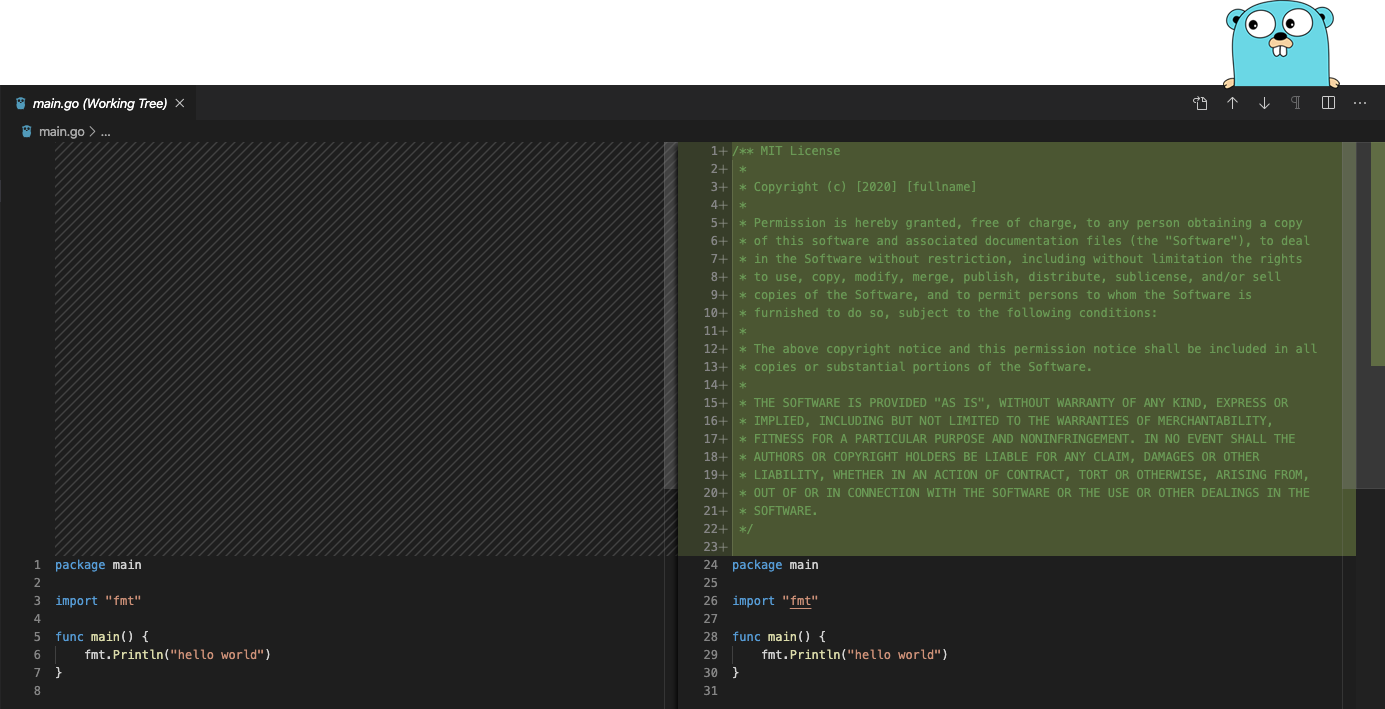 main.go (Working Tree)
main.go > ...
1 package main
2
3 import "fmt"
4
5 func main() {
6     fmt.Println("hello world")
7 }
8
1+ /** MIT License
2+  *
3+  * Copyright (c) [2020] [fullname]
4+  *
5+  * Permission is hereby granted, free of charge, to any person obtaining a copy
6+  * of this software and associated documentation files (the "Software"), to deal
7+  * in the Software without restriction, including without limitation the rights
8+  * to use, copy, modify, merge, publish, distribute, sublicense, and/or sell
9+  * copies of the Software, and to permit persons to whom the Software is
10+  * furnished to do so, subject to the following conditions:
11+  *
12+  * The above copyright notice and this permission notice shall be included in all
13+  * copies or substantial portions of the Software.
14+  *
15+  * THE SOFTWARE IS PROVIDED "AS IS", WITHOUT WARRANTY OF ANY KIND, EXPRESS OR
16+  * IMPLIED, INCLUDING BUT NOT LIMITED TO THE WARRANTIES OF MERCHANTABILITY,
17+  * FITNESS FOR A PARTICULAR PURPOSE AND NONINFRINGEMENT. IN NO EVENT SHALL THE
18+  * AUTHORS OR COPYRIGHT HOLDERS BE LIABLE FOR ANY CLAIM, DAMAGES OR OTHER
19+  * LIABILITY, WHETHER IN AN ACTION OF CONTRACT, TORT OR OTHERWISE, ARISING FROM,
20+  * OUT OF OR IN CONNECTION WITH THE SOFTWARE OR THE USE OR OTHER DEALINGS IN THE
21+  * SOFTWARE.
22+  */
23+
24 package main
25
26 import "fmt"
27
28 func main() {
29     fmt.Println("hello world")
30 }
31